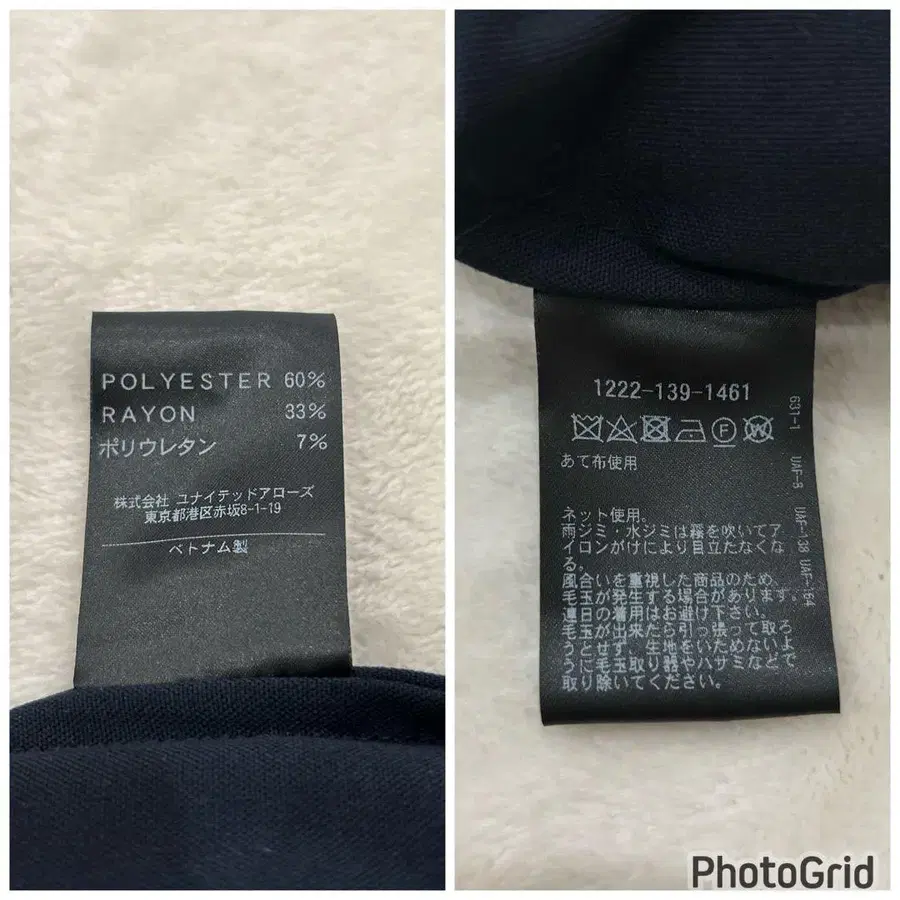 POLYESTER 60%
RAYON 33%
ポリウレタン 7%
株式会社 ユナイテッドアローズ
東京都港区赤坂8-1-19
ベトナム製
1222-139-1461
あて布使用
ネット使用。
雨ジミ・水ジミは霧を吹いてア
イロンがけにより目立たなくな
る。
風合いを重視した商品のため、
毛玉が発生する場合があります。
連日の着用はお避け下さい。
毛玉が出来たら引っ張って取ろ
うとせず、生地をいためないよ
うに毛玉取り器やハサミなどで
取り除いてください。
631-1 UAF-8 UAF-138 UAF-164
PhotoGrid